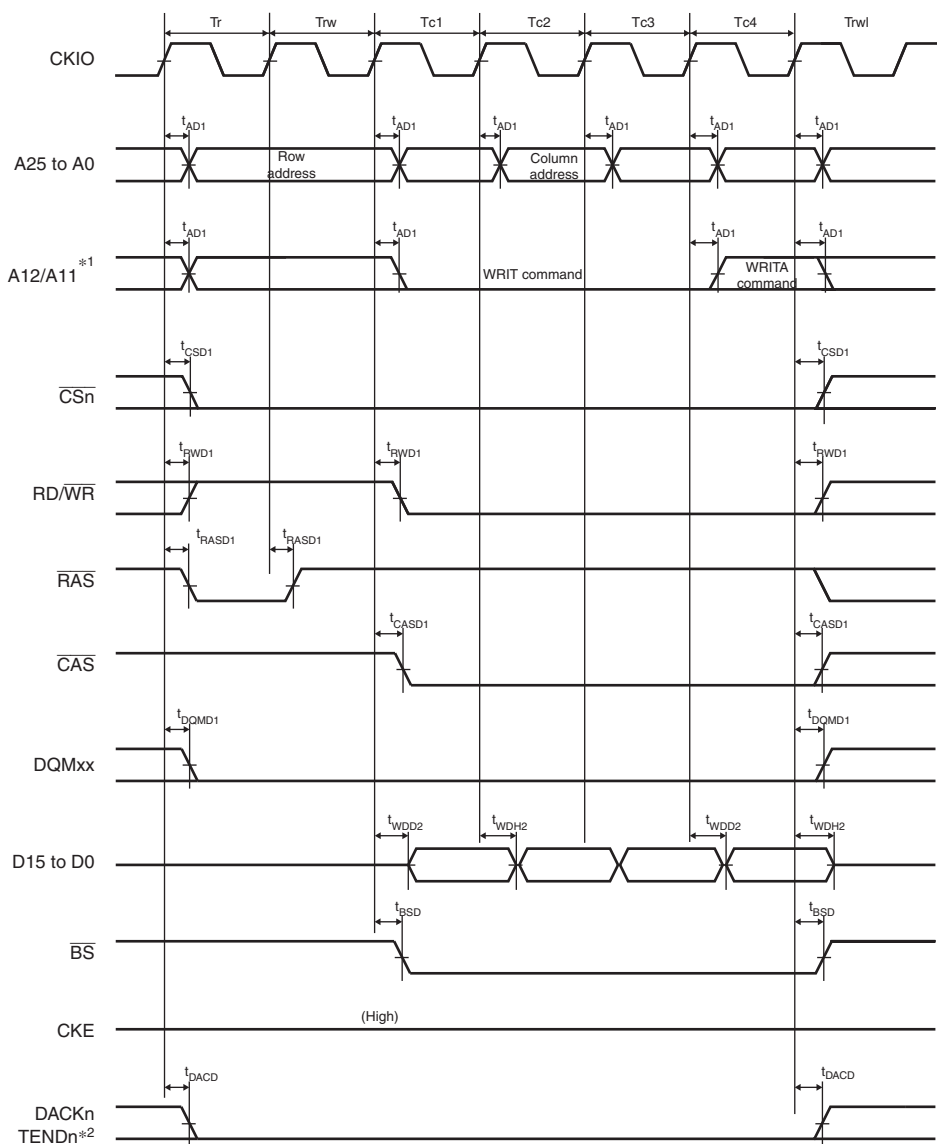 Tr Trw Tc1 Tc2 Tc3 Tc4 Trwl
CKIO
tAD1 tAD1 tAD1 tAD1 tAD1 tAD1
A25 to A0
Row address
Column address
tAD1 tAD1 tAD1 tAD1
A12/A11*1
WRIT command
WRITA command
tCSD1 tCSD1
CSn
tRWD1 tRWD1 tRWD1
RD/WR
tRASD1 tRASD1
RAS
tCASD1 tCASD1
CAS
tDQMD1 tDQMD1
DQMxx
tWDD2 tWDH2 tWDD2 tWDH2
D15 to D0
tBSD tBSD
BS
(High)
CKE
tDACD tDACD
DACKn
TENDn*2